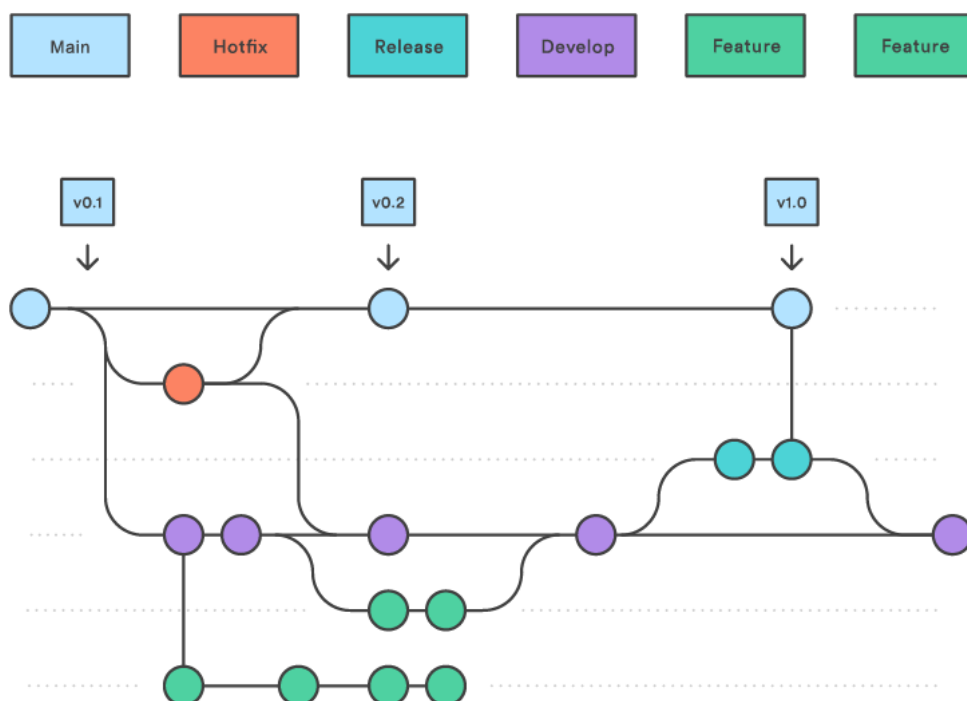 Main
Hotfix
Release
Develop
Feature
Feature
v0.1
v0.2
v1.0